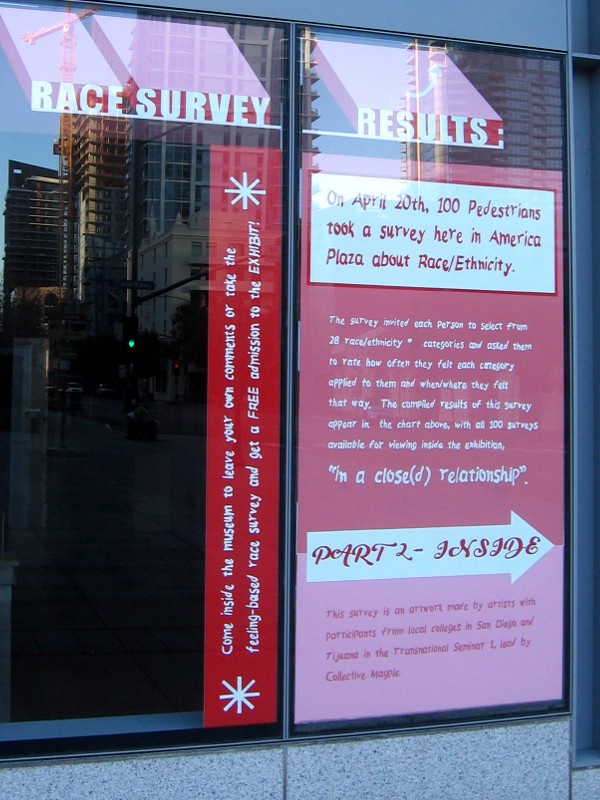 RACE SURVEY RESULTS:
Come inside the museum to leave your own comments or take the
feeling-based race survey and get a FREE admission to the EXHIBIT!
On April 20th, 100 Pedestrians
took a survey here in America
Plaza about Race/Ethnicity.
The survey invited each person to select from
28 race/ethnicity * categories and asked them
to rate how often they felt each category
applied to them and when/where they felt
that way. The compiled results of this survey
appear in the chart above, with all 100 surveys
available for viewing inside the exhibition,
"in a close(d) relationship".
PART 2- INSIDE
This survey is an artwork made by artists with
participants from local colleges in San Diego and
Tijuana in the Transnational Seminar 1, lead by
Collective Magpie.